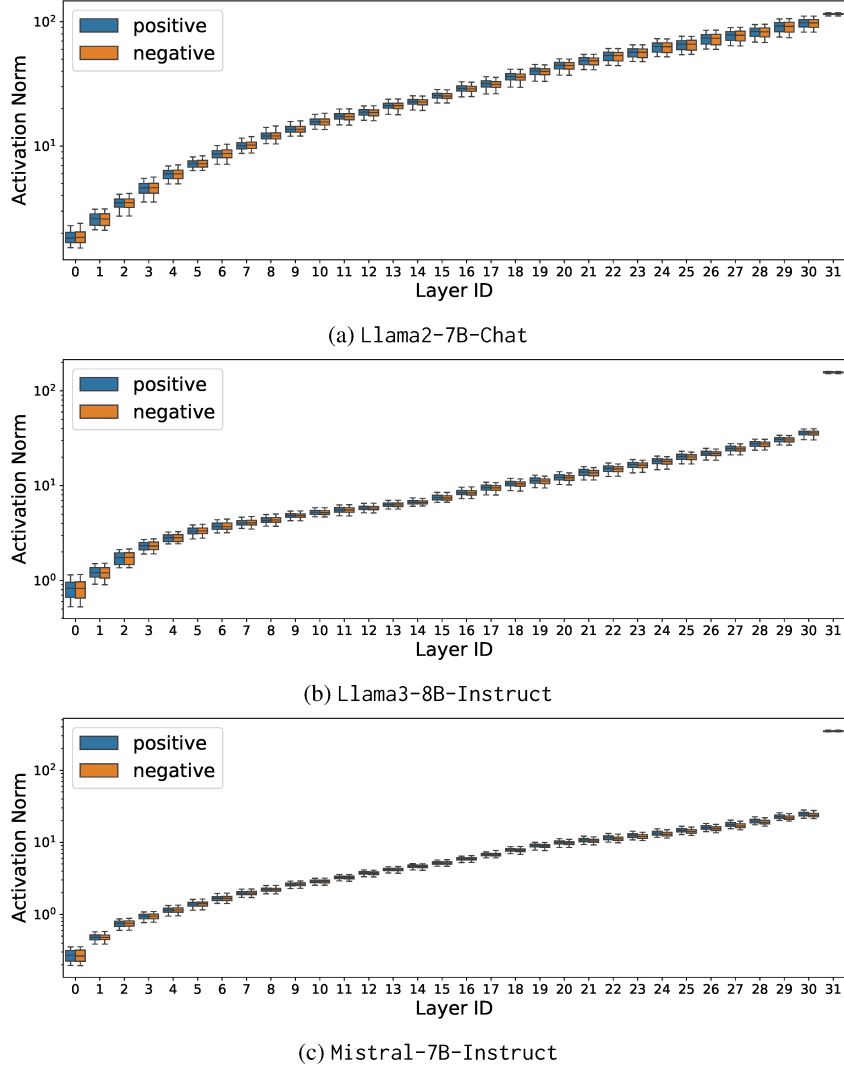 10²
positive
negative
Activation Norm
10¹
0 1 2 3 4 5 6 7 8 9 10 11 12 13 14 15 16 17 18 19 20 21 22 23 24 25 26 27 28 29 30 31
Layer ID
(a) Llama2-7B-Chat
positive
10²
negative
Activation Norm
10¹
10⁰
0 1 2 3 4 5 6 7 8 9 10 11 12 13 14 15 16 17 18 19 20 21 22 23 24 25 26 27 28 29 30 31
Layer ID
(b) Llama3-8B-Instruct
positive
10²
negative
Activation Norm
10¹
10⁰
0 1 2 3 4 5 6 7 8 9 10 11 12 13 14 15 16 17 18 19 20 21 22 23 24 25 26 27 28 29 30 31
Layer ID
(c) Mistral-7B-Instruct